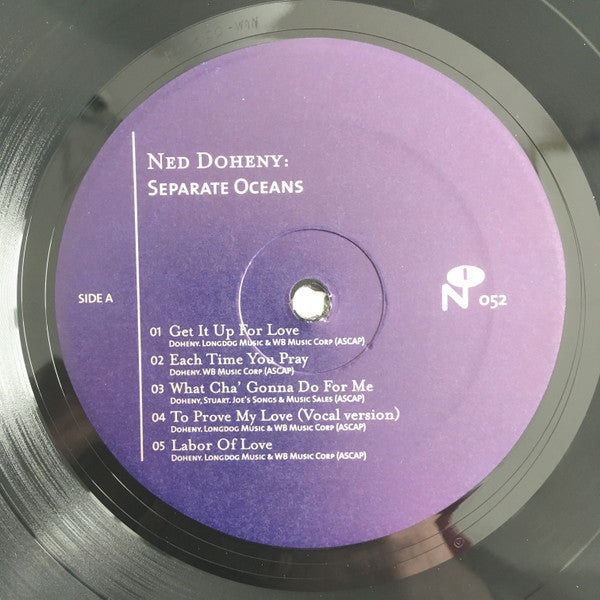 NED DOHENY:
SEPARATE OCEANS
SIDE A
N 052
01 Get It Up For Love
DOHENY. LONGDOG MUSIC & WB MUSIC CORP (ASCAP)
02 Each Time You Pray
DOHENY. WB MUSIC CORP (ASCAP)
03 What Cha' Gonna Do For Me
DOHENY, STUART. JOE'S SONGS & MUSIC SALES (ASCAP)
04 To Prove My Love (Vocal version)
DOHENY. LONGDOG MUSIC & WB MUSIC CORP (ASCAP)
05 Labor Of Love
DOHENY. LONGDOG MUSIC & WB MUSIC CORP (ASCAP)